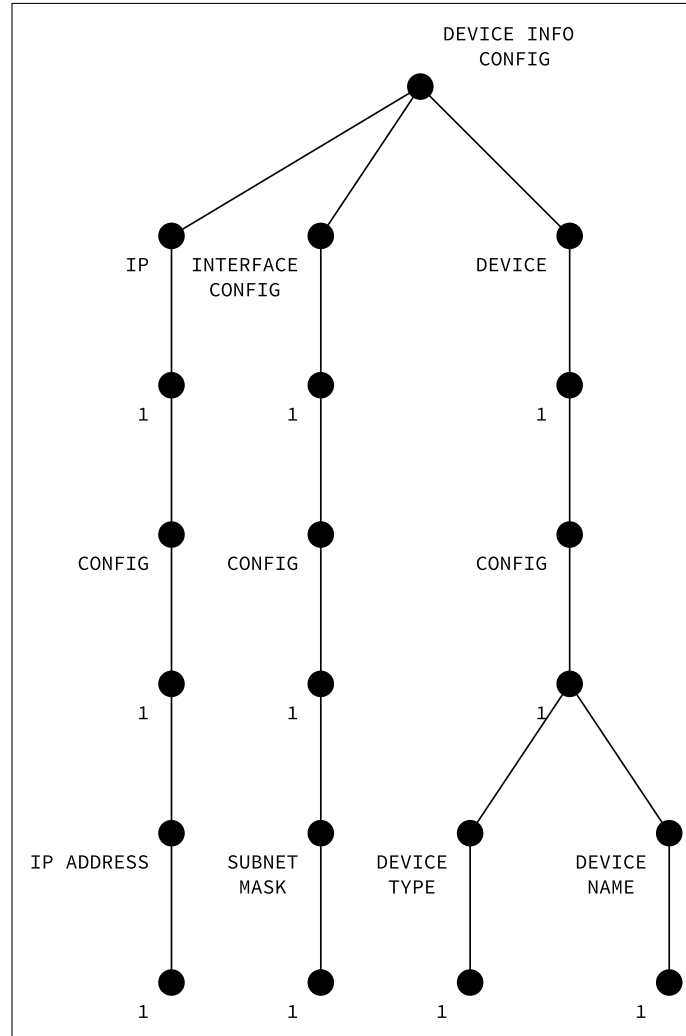 DEVICE INFO
CONFIG
IP
INTERFACE
CONFIG
DEVICE
1
1
1
CONFIG
CONFIG
CONFIG
1
1
1
IP ADDRESS
SUBNET
MASK
DEVICE
TYPE
DEVICE
NAME
1
1
1
1